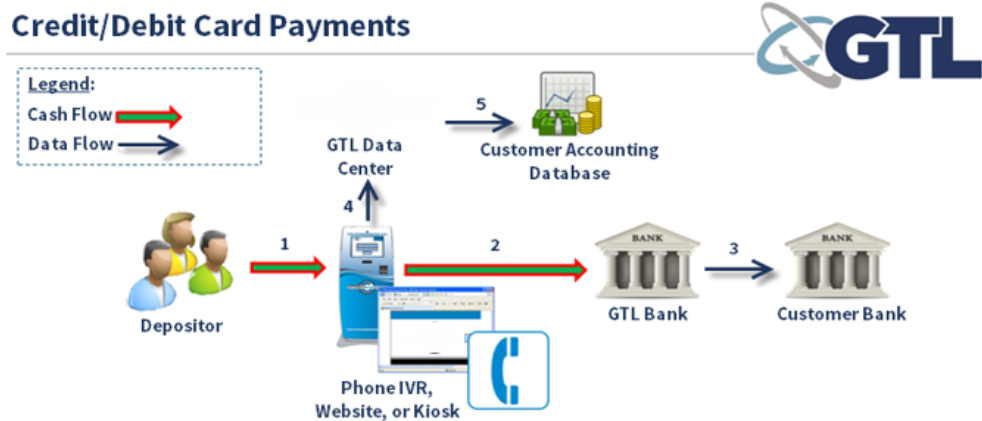 Credit/Debit Card Payments
GTL
Legend:
Cash Flow
Data Flow
5
GTL Data
Center
Customer Accounting
Database
4
1
2
BANK
3
BANK
Depositor
GTL Bank
Customer Bank
Phone IVR,
Website, or Kiosk